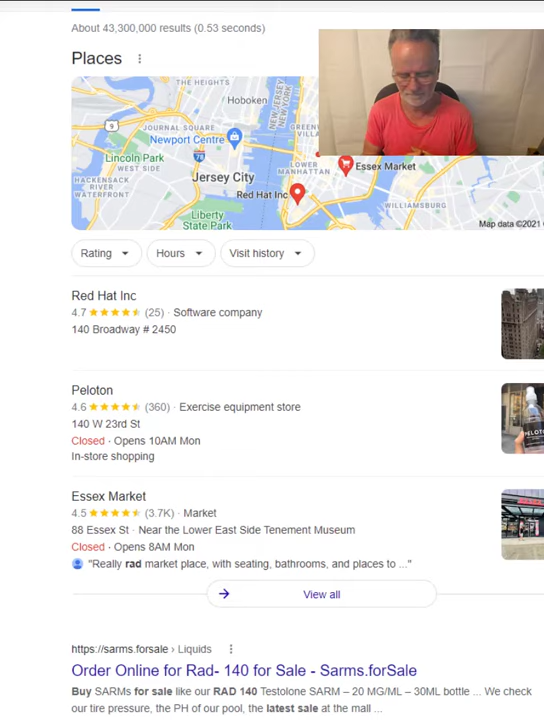 About 43,300,000 results (0.53 seconds)
Places
THE HEIGHTS
Hoboken
NEW JERSEY
NEW YORK
9
JOURNAL SQUARE
Newport Centre
Lincoln Park
WEST SIDE
78
LOWER
MANHATTAN
Essex Market
HACKENSACK
RIVER
WATERFRONT
Jersey City
Red Hat Inc
WILLIAMSBURG
Liberty
State Park
Map data ©2021
Rating
Hours
Visit history
Red Hat Inc
4.7 (25) · Software company
140 Broadway # 2450
Peloton
4.6 (360) · Exercise equipment store
140 W 23rd St
Closed · Opens 10AM Mon
In-store shopping
PELOTO
Essex Market
4.5 (3.7K) · Market
88 Essex St · Near the Lower East Side Tenement Museum
Closed · Opens 8AM Mon
"Really rad market place, with seating, bathrooms, and places to ..."
View all
https://sarms.forsale › Liquids
Order Online for Rad- 140 for Sale - Sarms.forSale
Buy SARMs for sale like our RAD 140 Testolone SARM – 20 MG/ML – 30ML bottle ... We check
our tire pressure, the PH of our pool, the latest sale at the mall ...